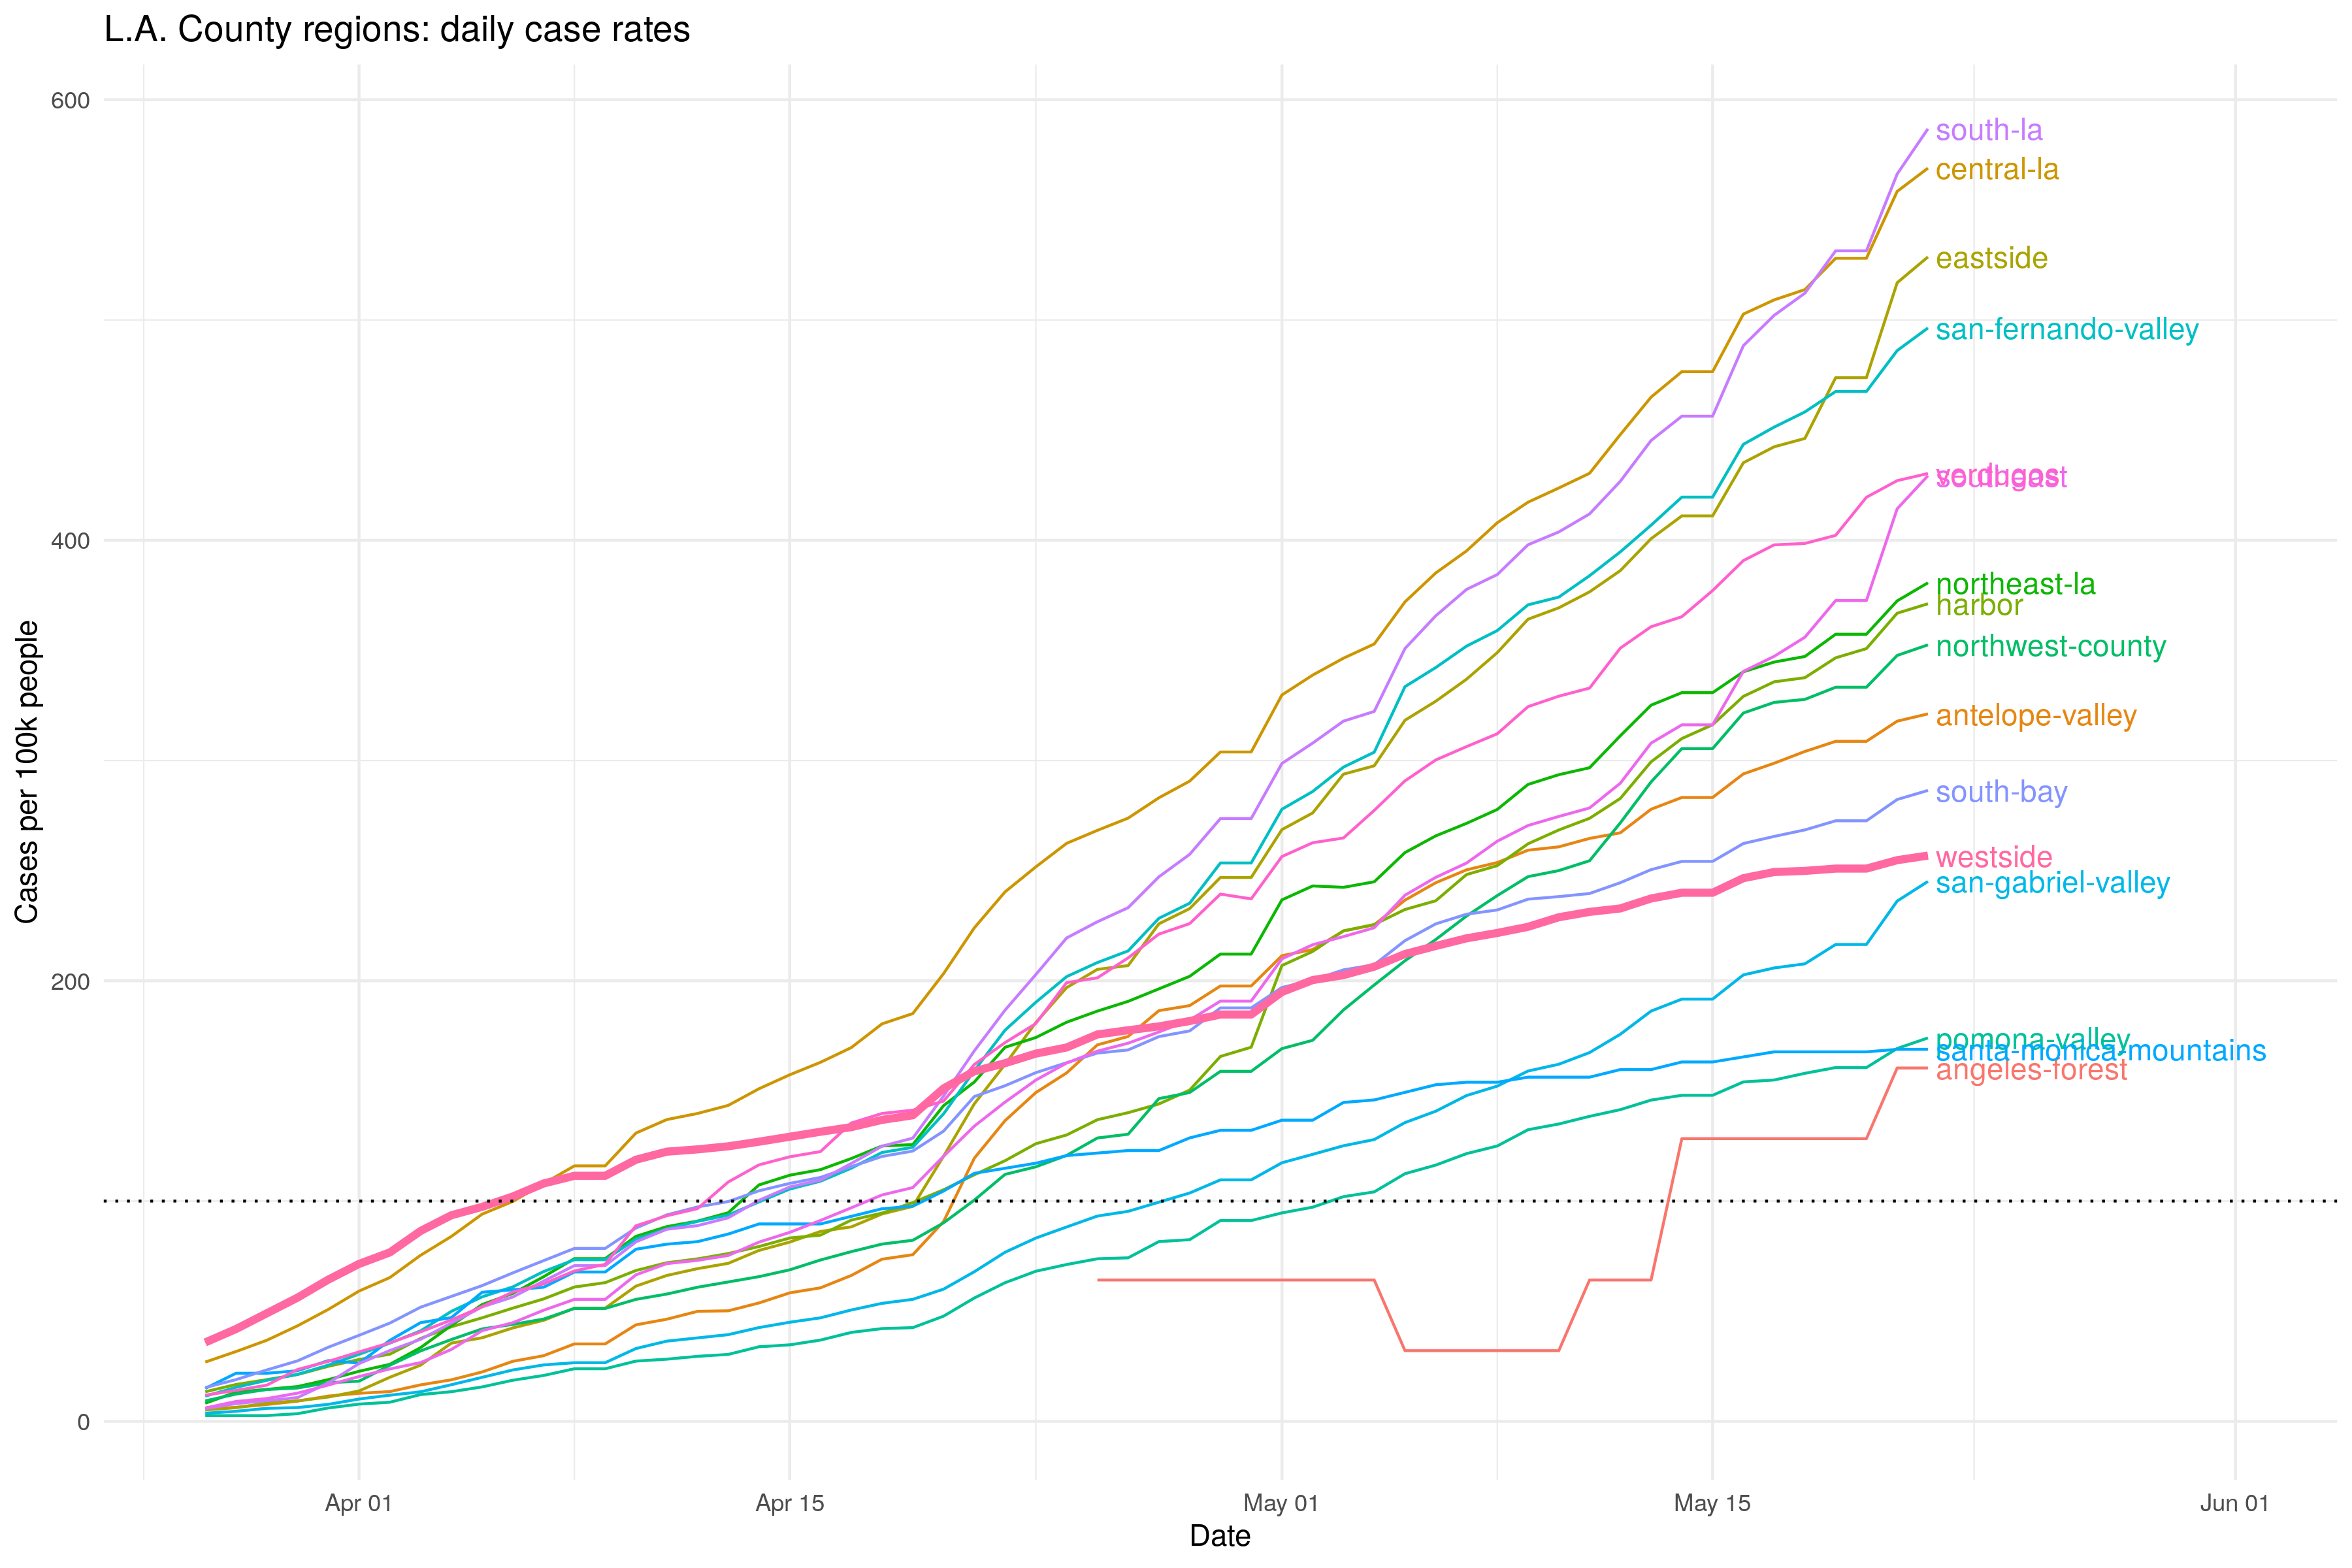 L.A. County regions: daily case rates
600
400
200
0
Cases per 100k people
south-la
central-la
eastside
san-fernando-valley
verdugos
southeast
northeast-la
harbor
northwest-county
antelope-valley
south-bay
westside
san-gabriel-valley
pomona-valley
santa-monica-mountains
angeles-forest
Apr 01
Apr 15
May 01
May 15
Jun 01
Date